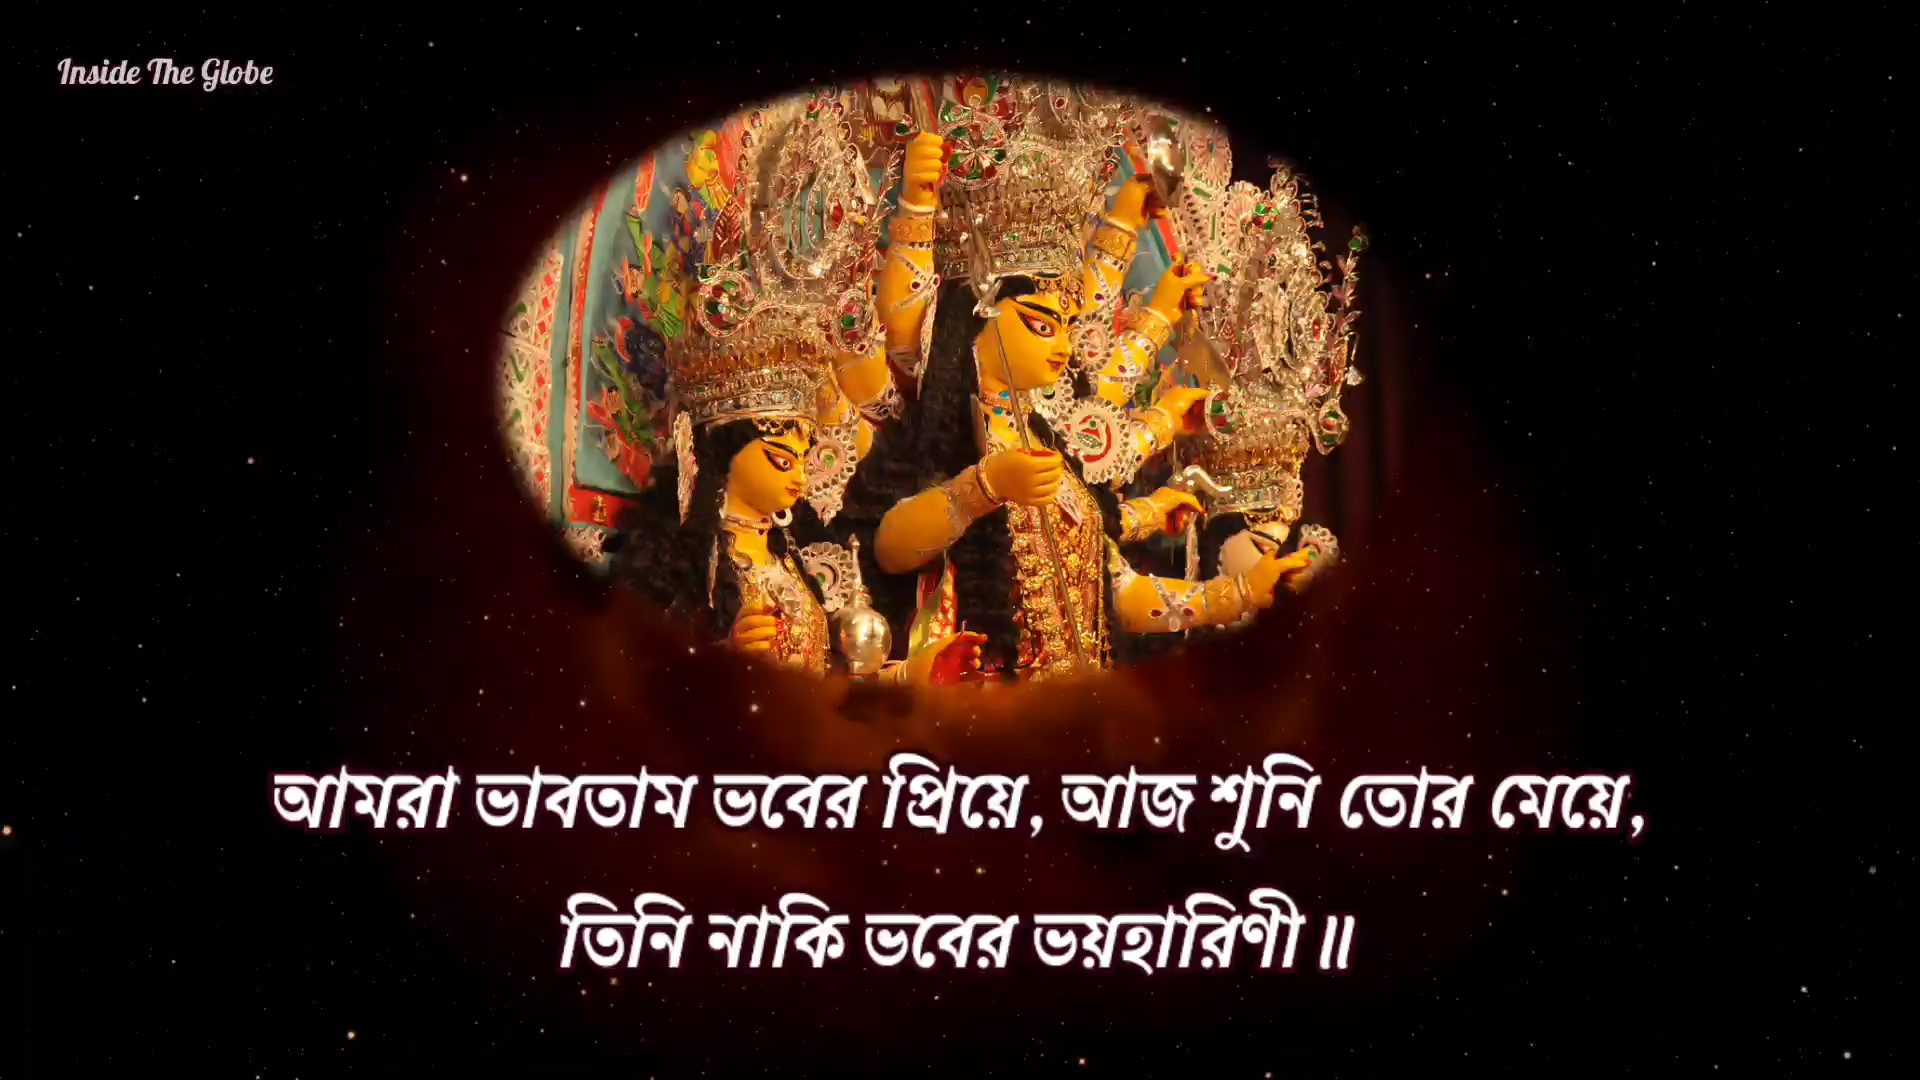 Inside The Globe
আমরা ভাবতাম ভবের প্রিয়ে, আজ শুনি তোর মেয়ে,
তিনি নাকি ভবের ভয়হারিণী॥